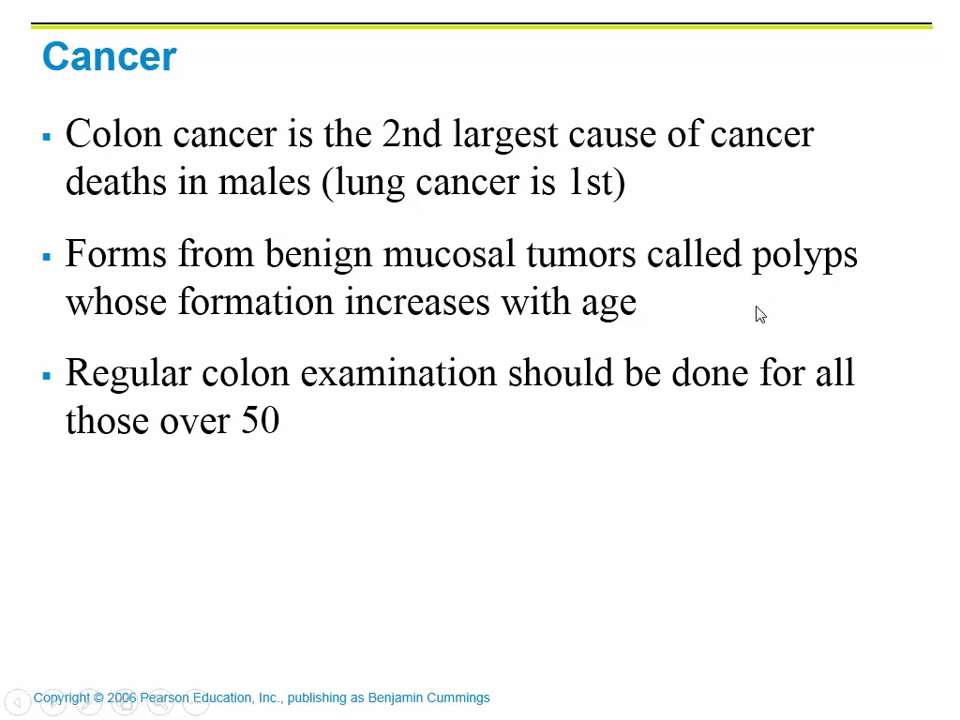 Cancer
Colon cancer is the 2nd largest cause of cancer
deaths in males (lung cancer is 1st)
Forms from benign mucosal tumors called polyps
whose formation increases with age
Regular colon examination should be done for all
those over 50
Copyright © 2006 Pearson Education, Inc., publishing as Benjamin Cummings